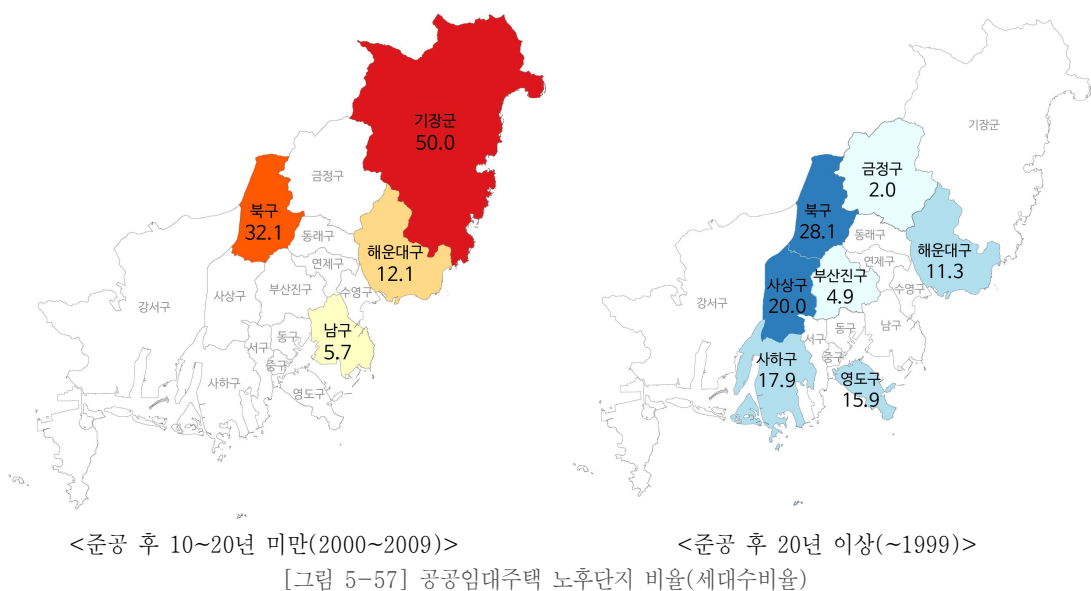 기장군
50.0
금정구
북구
32.1
동래구
해운대구
12.1
연제구
부산진구
수영구
사상구
강서구
남구
5.7
동구
서구
중구
사하구
영도구
<준공 후 10~20년 미만(2000~2009)>
기장군
금정구
2.0
북구
28.1
동래구
해운대구
11.3
연제구
부산진구
4.9
수영구
사상구
20.0
강서구
남구
동구
서구
중구
사하구
17.9
영도구
15.9
<준공 후 20년 이상(~1999)>
[그림 5-57] 공공임대주택 노후단지 비율(세대수비율)